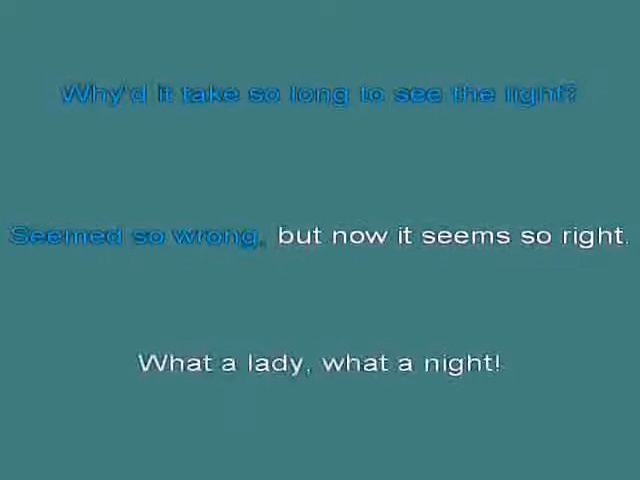 Why'd it take so long to see the light?
Seemed so wrong, but now it seems so right.
What a lady, what a night!